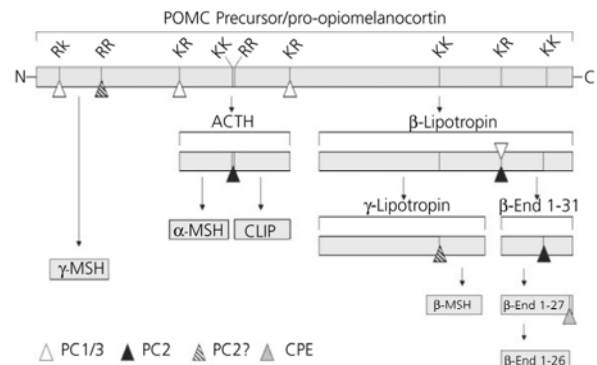 POMC Precursor/pro-opiomelanocortin
Rk RR KR KK RR KR KK KR KK
N C
ACTH β-Lipotropin
γ-Lipotropin β-End 1-31
α-MSH CLIP
γ-MSH
β-MSH β-End 1-27
PC1/3 PC2 PC2? CPE
β-End 1-26